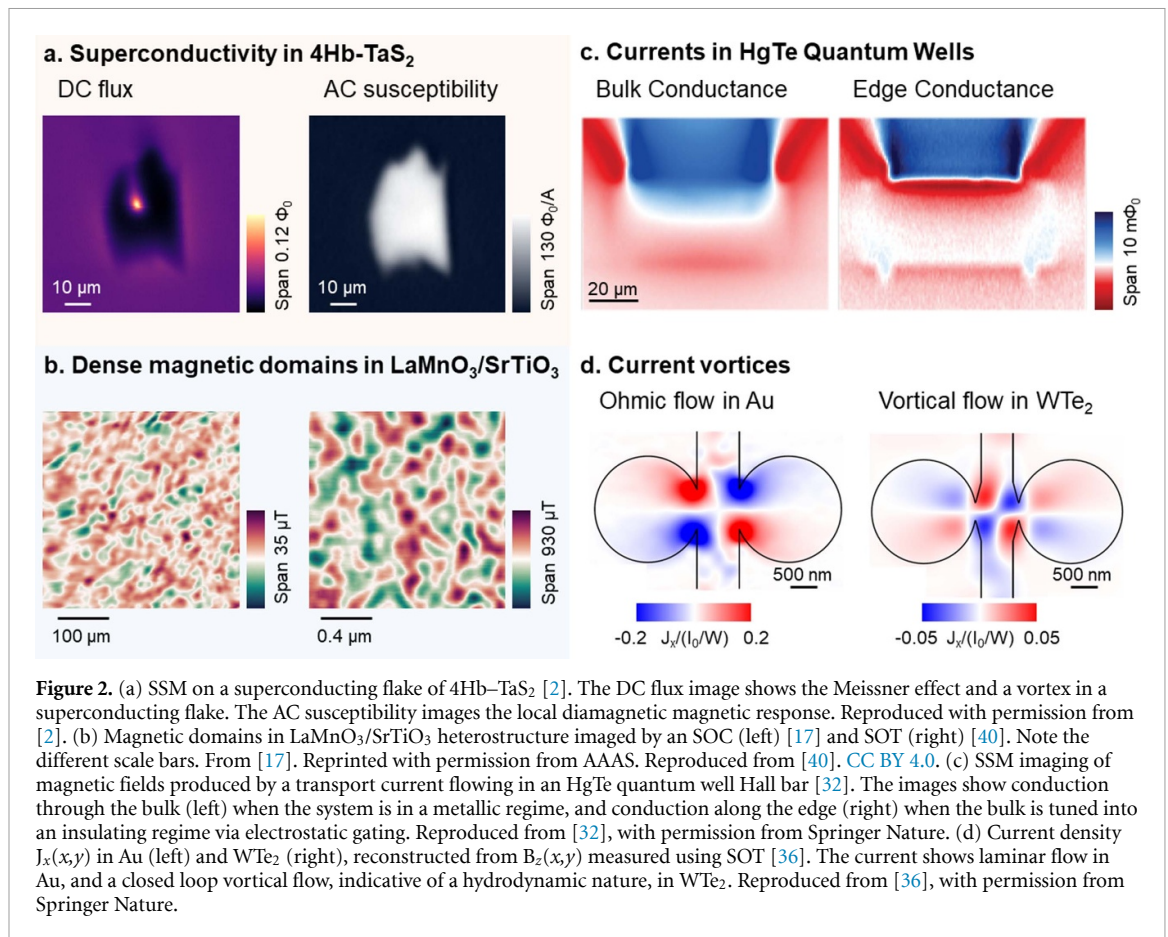 a. Superconductivity in 4Hb-TaS₂
DC flux
AC susceptibility
10 µm
Span 0.12 Φ₀
10 µm
Span 130 Φ₀/A
b. Dense magnetic domains in LaMnO₃/SrTiO₃
100 µm
Span 35 µT
0.4 µm
Span 930 µT
c. Currents in HgTe Quantum Wells
Bulk Conductance
Edge Conductance
20 µm
Span 10 mΦ₀
d. Current vortices
Ohmic flow in Au
Vortical flow in WTe₂
500 nm
500 nm
-0.2 Jₓ/(I₀/W) 0.2
-0.05 Jₓ/(I₀/W) 0.05
Figure 2. (a) SSM on a superconducting flake of 4Hb–TaS₂ [2]. The DC flux image shows the Meissner effect and a vortex in a
superconducting flake. The AC susceptibility images the local diamagnetic magnetic response. Reproduced with permission from
[2]. (b) Magnetic domains in LaMnO₃/SrTiO₃ heterostructure imaged by an SOC (left) [17] and SOT (right) [40]. Note the
different scale bars. From [17]. Reprinted with permission from AAAS. Reproduced from [40]. CC BY 4.0. (c) SSM imaging of
magnetic fields produced by a transport current flowing in an HgTe quantum well Hall bar [32]. The images show conduction
through the bulk (left) when the system is in a metallic regime, and conduction along the edge (right) when the bulk is tuned into
an insulating regime via electrostatic gating. Reproduced from [32], with permission from Springer Nature. (d) Current density
Jₓ(x,y) in Au (left) and WTe₂ (right), reconstructed from B𝓏(x,y) measured using SOT [36]. The current shows laminar flow in
Au, and a closed loop vortical flow, indicative of a hydrodynamic nature, in WTe₂. Reproduced from [36], with permission from
Springer Nature.